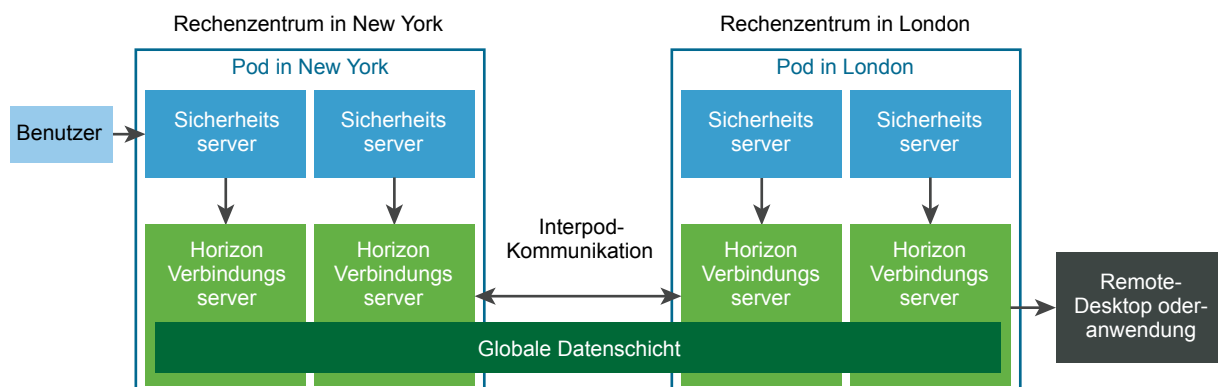 Rechenzentrum in New York
Rechenzentrum in London
Pod in New York
Pod in London
Benutzer
Sicherheits
server
Sicherheits
server
Sicherheits
server
Sicherheits
server
Interpod-
Kommunikation
Horizon
Verbindungs
server
Horizon
Verbindungs
server
Horizon
Verbindungs
server
Horizon
Verbindungs
server
Remote-
Desktop oder-
anwendung
Globale Datenschicht